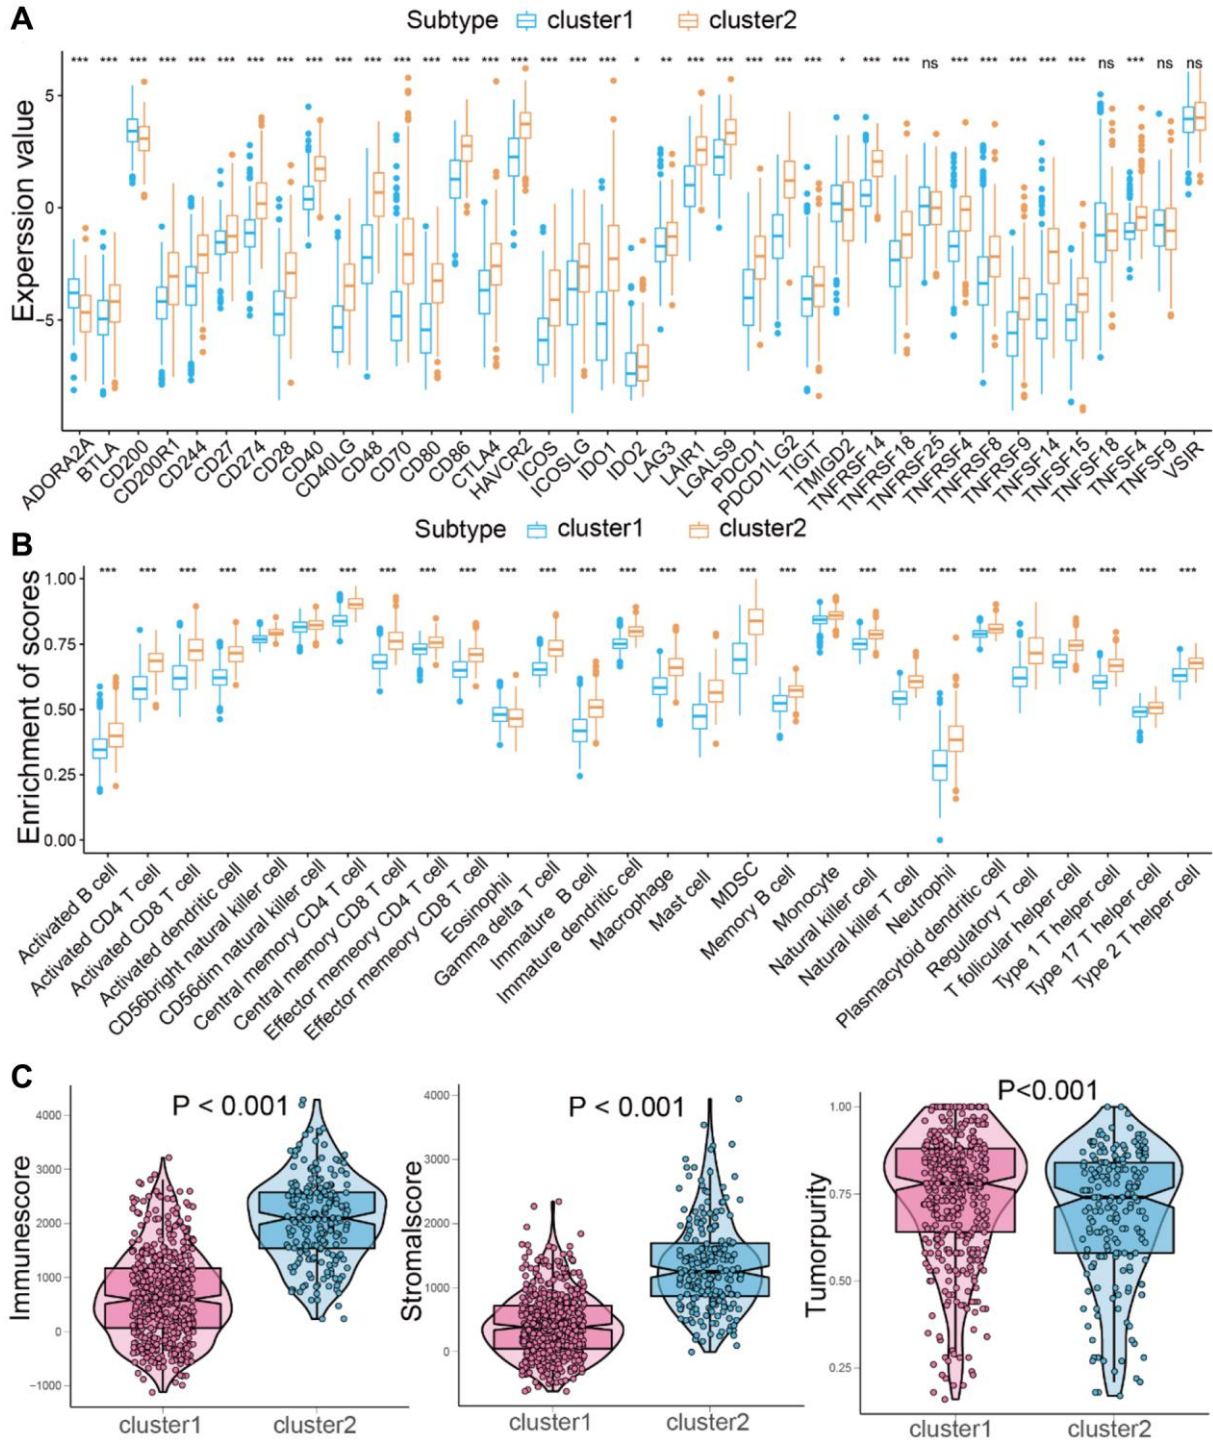 A
Subtype cluster1 cluster2
*** *** *** *** *** *** *** *** *** *** *** *** *** *** *** *** *** *** *** * ** *** *** *** *** *** * *** *** ns *** *** *** *** *** ns *** ns ns
Experssion value
5
0
−5
ADORA2A
BTLA
CD200
CD200R1
CD244
CD27
CD274
CD28
CD40
CD40LG
CD48
CD70
CD80
CD86
CTLA4
HAVCR2
ICOS
ICOSLG
IDO1
IDO2
LAG3
LAIR1
LGALS9
PDCD1
PDCD1LG2
TIGIT
TMIGD2
TNFRSF14
TNFRSF18
TNFRSF25
TNFRSF4
TNFRSF8
TNFRSF9
TNFSF14
TNFSF15
TNFSF18
TNFSF4
TNFSF9
VSIR
B
Subtype cluster1 cluster2
*** *** *** *** *** *** *** *** *** *** *** *** *** *** *** *** *** *** *** *** *** *** *** *** *** *** *** ***
Enrichment of scores
1.00
0.75
0.50
0.25
0.00
Activated B cell
Activated CD4 T cell
Activated CD8 T cell
Activated dendritic cell
CD56bright natural killer cell
CD56dim natural killer cell
Central memory CD4 T cell
Central memory CD8 T cell
Effector memory CD4 T cell
Effector memory CD8 T cell
Eosinophil
Gamma delta T cell
Immature B cell
Immature dendritic cell
Macrophage
Mast cell
MDSC
Memory B cell
Monocyte
Natural killer cell
Natural killer T cell
Neutrophil
Plasmacytoid dendritic cell
Regulatory T cell
T follicular helper cell
Type 1 T helper cell
Type 17 T helper cell
Type 2 T helper cell
C
P < 0.001
Immunescore
4000
3000
2000
1000
0
−1000
cluster1 cluster2
P < 0.001
Stromalscore
4000
3000
2000
1000
0
cluster1 cluster2
P<0.001
Tumorpurity
1.00
0.75
0.50
0.25
cluster1 cluster2